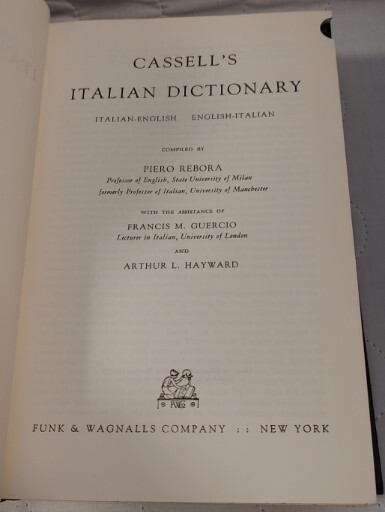 CASSELL'S
ITALIAN DICTIONARY
ITALIAN-ENGLISH ENGLISH-ITALIAN
COMPILED BY
PIERO REBORA
Professor of English, State University of Milan
formerly Professor of Italian, University of Manchester
WITH THE ASSISTANCE OF
FRANCIS M. GUERCIO
Lecturer in Italian, University of London
AND
ARTHUR L. HAYWARD
FUNK & WAGNALLS COMPANY :: NEW YORK